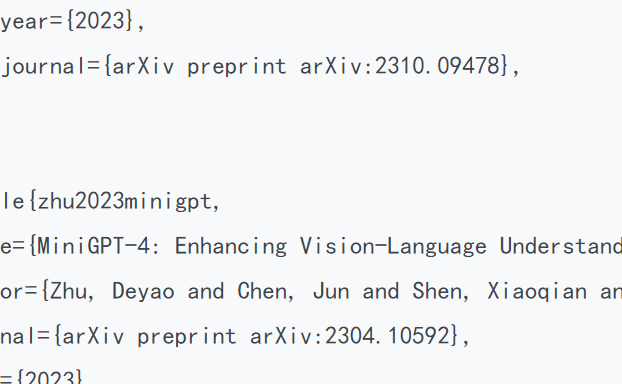 year={2023},
journal={arXiv preprint arXiv:2310.09478},
le{zhu2023minigpt,
e={MiniGPT-4: Enhancing Vision-Language Understand
or={Zhu, Deyao and Chen, Jun and Shen, Xiaoqian an
nal={arXiv preprint arXiv:2304.10592},
={2023}